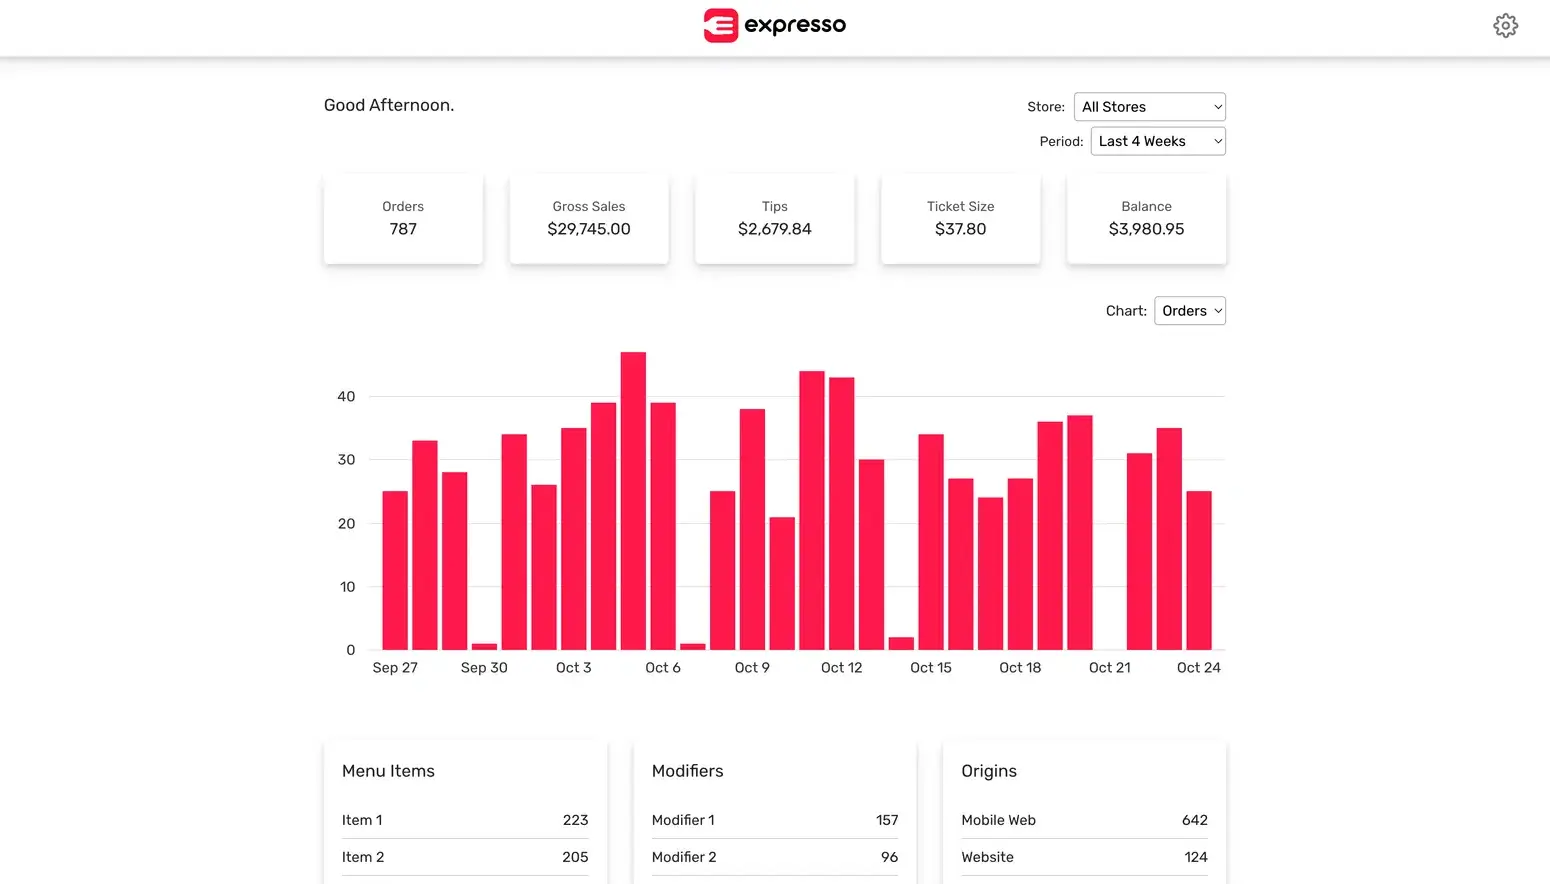 expresso
Good Afternoon.
Store: All Stores
Period: Last 4 Weeks
Orders
787
Gross Sales
$29,745.00
Tips
$2,679.84
Ticket Size
$37.80
Balance
$3,980.95
Chart: Orders
40
30
20
10
0
Sep 27 Sep 30 Oct 3 Oct 6 Oct 9 Oct 12 Oct 15 Oct 18 Oct 21 Oct 24
Menu Items
Item 1 223
Item 2 205
Modifiers
Modifier 1 157
Modifier 2 96
Origins
Mobile Web 642
Website 124